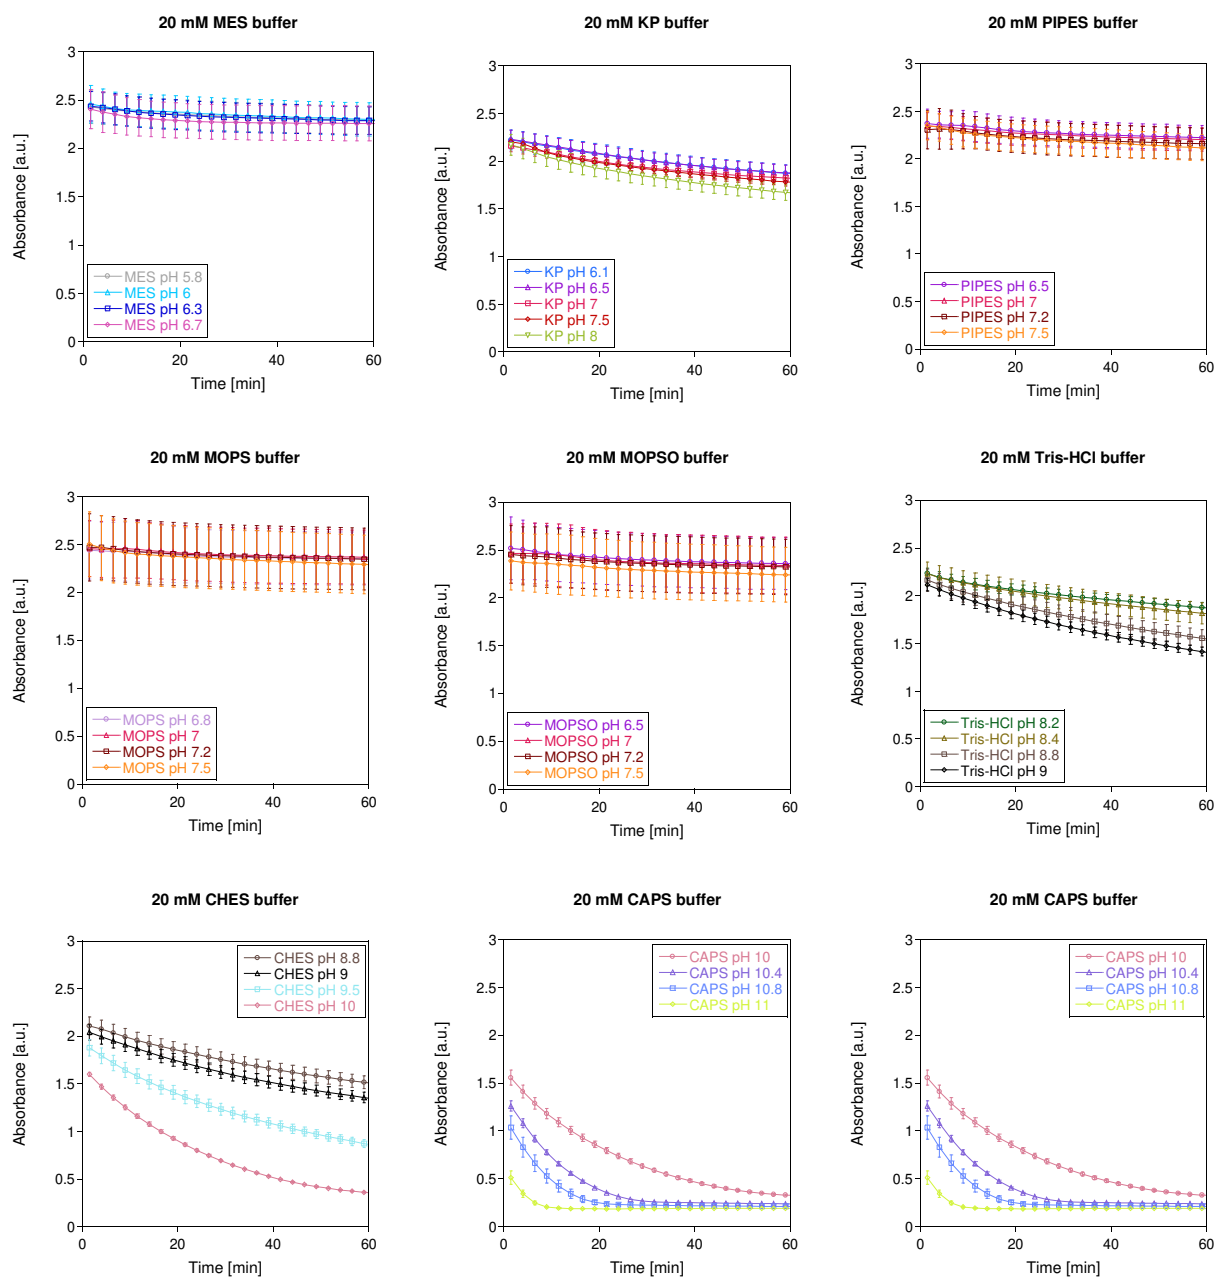 20 mM MES buffer
3
2.5
2
1.5
1
0.5
0
0
20
40
60
Absorbance [a.u.]
Time [min]
MES pH 5.8
MES pH 6
MES pH 6.3
MES pH 6.7
20 mM KP buffer
3
2.5
2
1.5
1
0.5
0
0
20
40
60
Absorbance [a.u.]
Time [min]
KP pH 6.1
KP pH 6.5
KP pH 7
KP pH 7.5
KP pH 8
20 mM PIPES buffer
3
2.5
2
1.5
1
0.5
0
0
20
40
60
Absorbance [a.u.]
Time [min]
PIPES pH 6.5
PIPES pH 7
PIPES pH 7.2
PIPES pH 7.5
20 mM MOPS buffer
3
2.5
2
1.5
1
0.5
0
0
20
40
60
Absorbance [a.u.]
Time [min]
MOPS pH 6.8
MOPS pH 7
MOPS pH 7.2
MOPS pH 7.5
20 mM MOPSO buffer
3
2.5
2
1.5
1
0.5
0
0
20
40
60
Absorbance [a.u.]
Time [min]
MOPSO pH 6.5
MOPSO pH 7
MOPSO pH 7.2
MOPSO pH 7.5
20 mM Tris-HCl buffer
3
2.5
2
1.5
1
0.5
0
0
20
40
60
Absorbance [a.u.]
Time [min]
Tris-HCl pH 8.2
Tris-HCl pH 8.4
Tris-HCl pH 8.8
Tris-HCl pH 9
20 mM CHES buffer
3
2.5
2
1.5
1
0.5
0
0
20
40
60
Absorbance [a.u.]
Time [min]
CHES pH 8.8
CHES pH 9
CHES pH 9.5
CHES pH 10
20 mM CAPS buffer
3
2.5
2
1.5
1
0.5
0
0
20
40
60
Absorbance [a.u.]
Time [min]
CAPS pH 10
CAPS pH 10.4
CAPS pH 10.8
CAPS pH 11
20 mM CAPS buffer
3
2.5
2
1.5
1
0.5
0
0
20
40
60
Absorbance [a.u.]
Time [min]
CAPS pH 10
CAPS pH 10.4
CAPS pH 10.8
CAPS pH 11